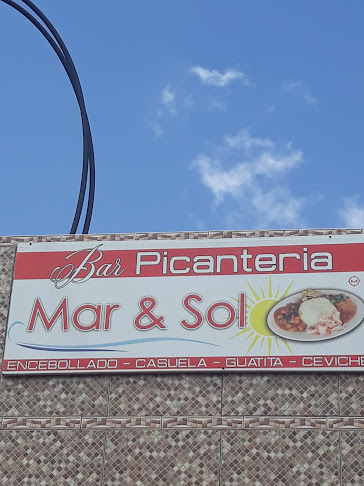 Bar Picanteria
Mar & Sol
ENCEBOLLADO - CASUELA - GUATITA - CEVICHE